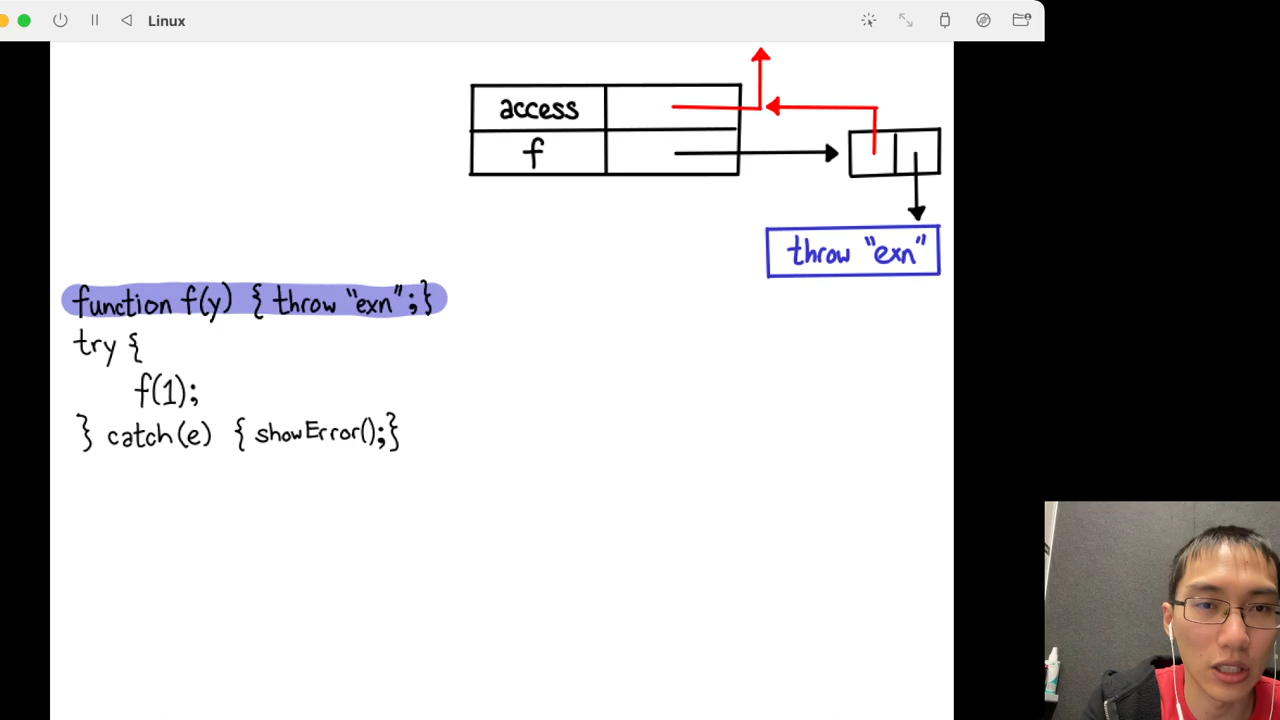 Linux
access
f
throw "exn"
function f(y) { throw "exn";}
try {
f(1);
} catch(e) { showError();}